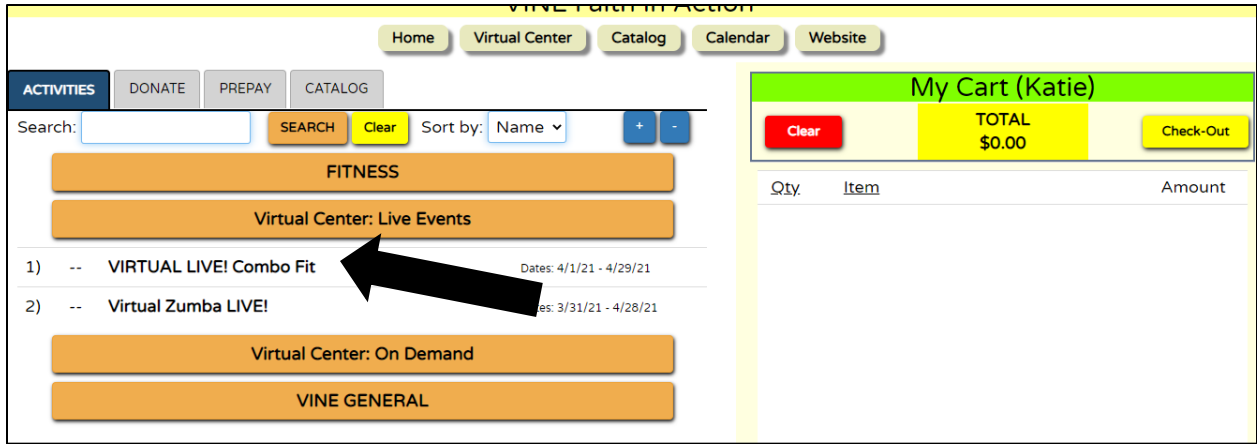 VINE Faith In Action
Home Virtual Center Catalog Calendar Website
ACTIVITIES DONATE PREPAY CATALOG
Search: SEARCH Clear Sort by: Name + -
FITNESS
Virtual Center: Live Events
1) -- VIRTUAL LIVE! Combo Fit Dates: 4/1/21 - 4/29/21
2) -- Virtual Zumba LIVE! 3/31/21 - 4/28/21
Virtual Center: On Demand
VINE GENERAL
My Cart (Katie)
Clear TOTAL Check-Out
$0.00
Qty Item Amount